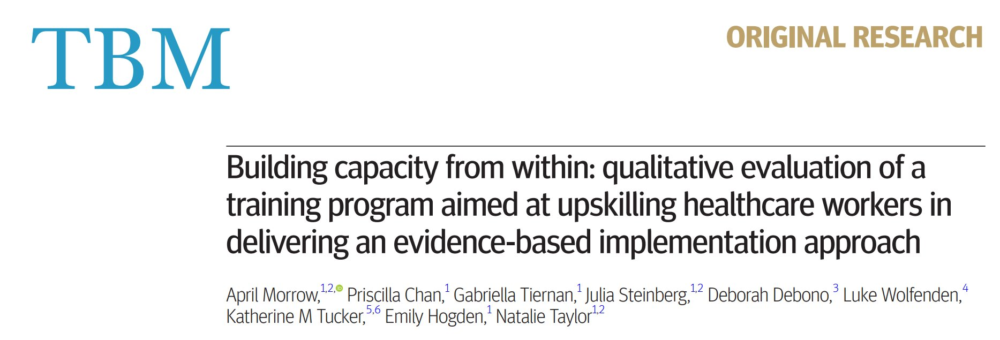 TBM
ORIGINAL RESEARCH
Building capacity from within: qualitative evaluation of a
training program aimed at upskilling healthcare workers in
delivering an evidence-based implementation approach
April Morrow,1,2, iD Priscilla Chan,1 Gabriella Tiernan,1 Julia Steinberg,1,2 Deborah Debono,3 Luke Wolfenden,4
Katherine M Tucker,5,6 Emily Hogden,1 Natalie Taylor1,2